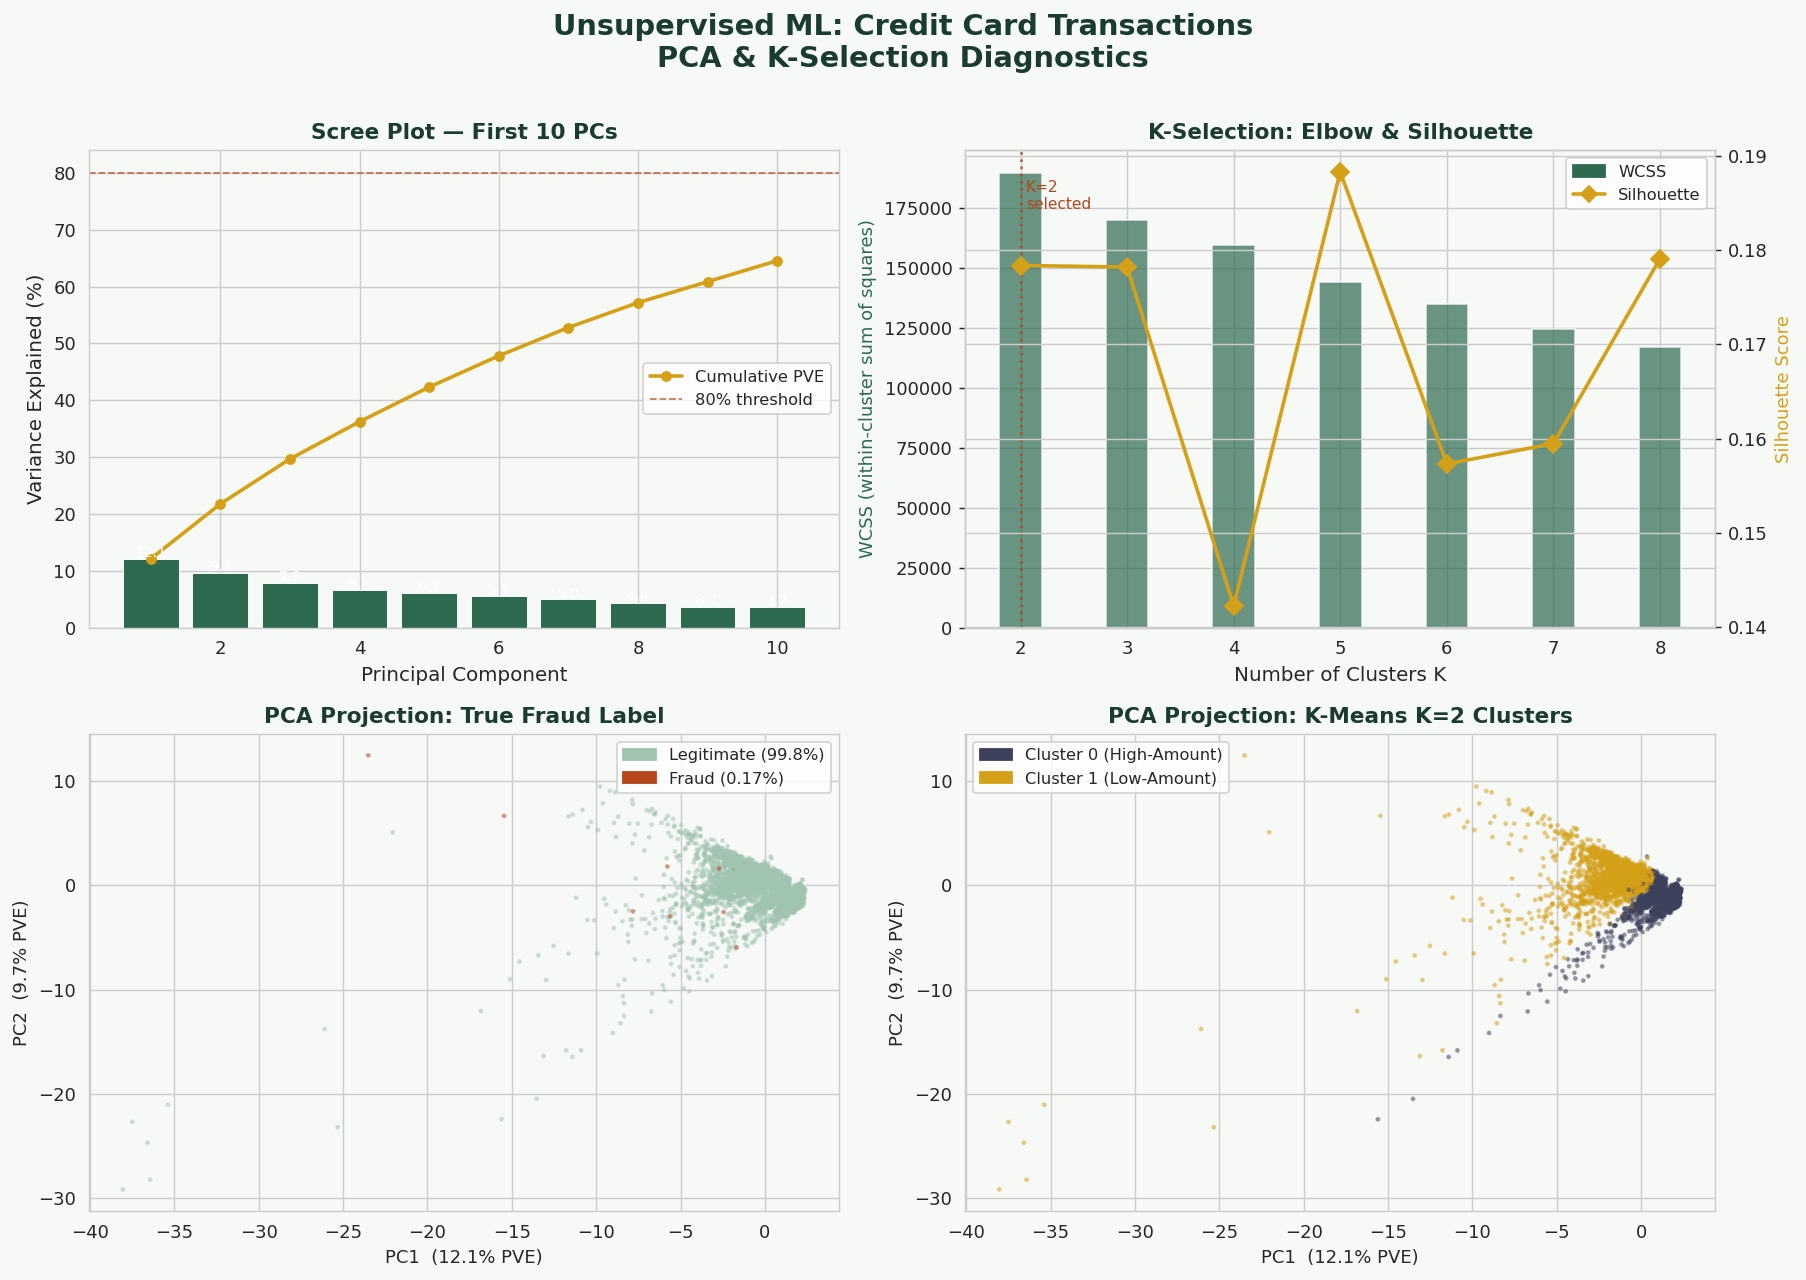 Unsupervised ML: Credit Card Transactions
PCA & K-Selection Diagnostics
Scree Plot — First 10 PCs
Variance Explained (%)
80
70
60
50
40
30
20
10
0
Cumulative PVE
80% threshold
9.7
6.5
6.1
2
4
6
8
10
Principal Component
K-Selection: Elbow & Silhouette
WCSS (within-cluster sum of squares)
175000
150000
125000
100000
75000
50000
25000
0
K=2
selected
WCSS
Silhouette
0.19
0.18
0.17
0.16
0.15
0.14
Silhouette Score
2
3
4
5
6
7
8
Number of Clusters K
PCA Projection: True Fraud Label
PC2 (9.7% PVE)
10
0
−10
−20
−30
Legitimate (99.8%)
Fraud (0.17%)
−40
−35
−30
−25
−20
−15
−10
−5
0
PC1 (12.1% PVE)
PCA Projection: K-Means K=2 Clusters
PC2 (9.7% PVE)
10
0
−10
−20
−30
Cluster 0 (High-Amount)
Cluster 1 (Low-Amount)
−40
−35
−30
−25
−20
−15
−10
−5
0
PC1 (12.1% PVE)